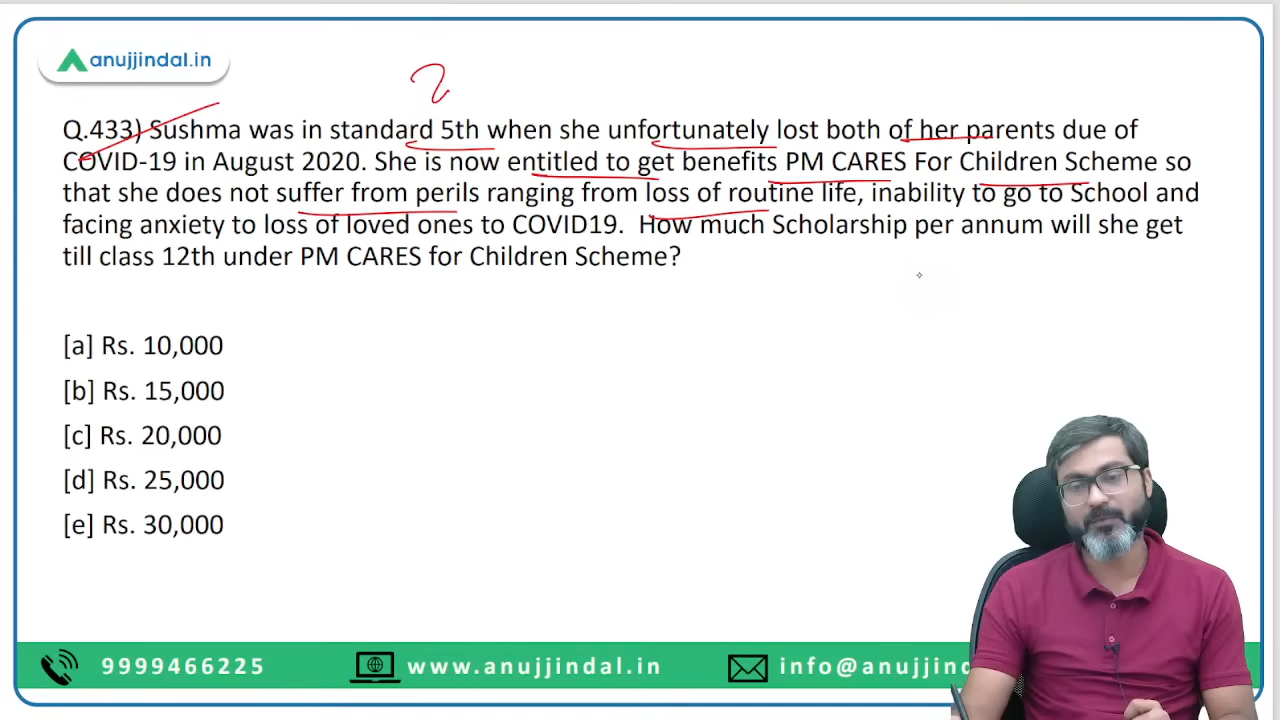 anujjindal.in
2
Q.433) Sushma was in standard 5th when she unfortunately lost both of her parents due of
COVID-19 in August 2020. She is now entitled to get benefits PM CARES For Children Scheme so
that she does not suffer from perils ranging from loss of routine life, inability to go to School and
facing anxiety to loss of loved ones to COVID19. How much Scholarship per annum will she get
till class 12th under PM CARES for Children Scheme?
[a] Rs. 10,000
[b] Rs. 15,000
[c] Rs. 20,000
[d] Rs. 25,000
[e] Rs. 30,000
9999466225 www.anujjindal.in info@anujjind